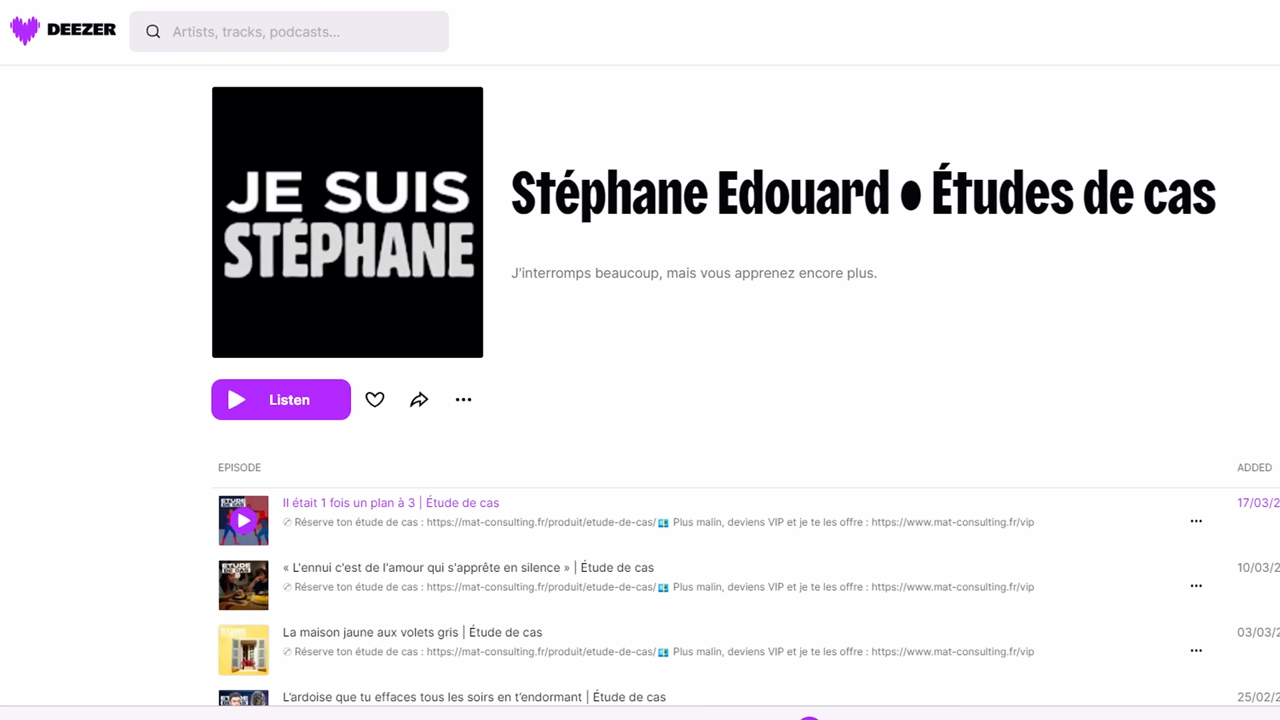 DEEZER
Artists, tracks, podcasts...
JE SUIS
STÉPHANE
Stéphane Edouard • Études de cas
J'interromps beaucoup, mais vous apprenez encore plus.
Listen
EPISODE
ADDED
Il était 1 fois un plan à 3 | Étude de cas
17/03/2
Réserve ton étude de cas : https://mat-consulting.fr/produit/etude-de-cas/ Plus malin, deviens VIP et je te les offre : https://www.mat-consulting.fr/vip
ETUDE
DE CAS
« L'ennui c'est de l'amour qui s'apprête en silence » | Étude de cas
10/03/2
Réserve ton étude de cas : https://mat-consulting.fr/produit/etude-de-cas/ Plus malin, deviens VIP et je te les offre : https://www.mat-consulting.fr/vip
ETUDE
DE CAS
La maison jaune aux volets gris | Étude de cas
03/03/2
Réserve ton étude de cas : https://mat-consulting.fr/produit/etude-de-cas/ Plus malin, deviens VIP et je te les offre : https://www.mat-consulting.fr/vip
L’ardoise que tu effaces tous les soirs en t’endormant | Étude de cas
25/02/2